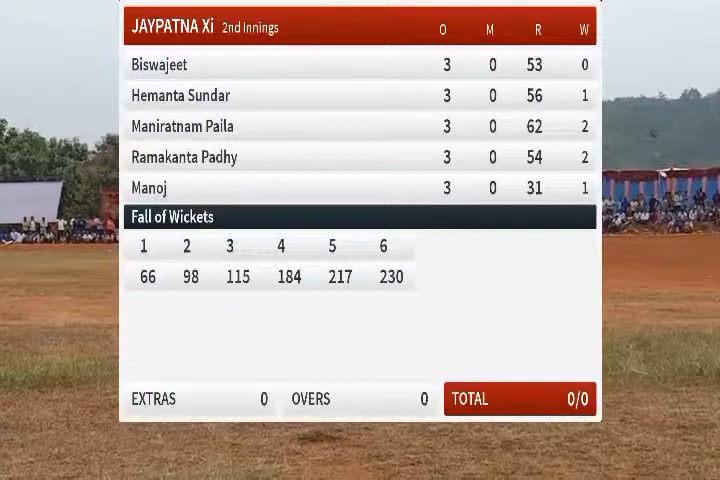 JAYPATNA Xi 2nd Innings O M R W
Biswajeet 3 0 53 0
Hemanta Sundar 3 0 56 1
Maniratnam Paila 3 0 62 2
Ramakanta Padhy 3 0 54 2
Manoj 3 0 31 1
Fall of Wickets
1 2 3 4 5 6
66 98 115 184 217 230
EXTRAS 0 OVERS 0 TOTAL 0/0